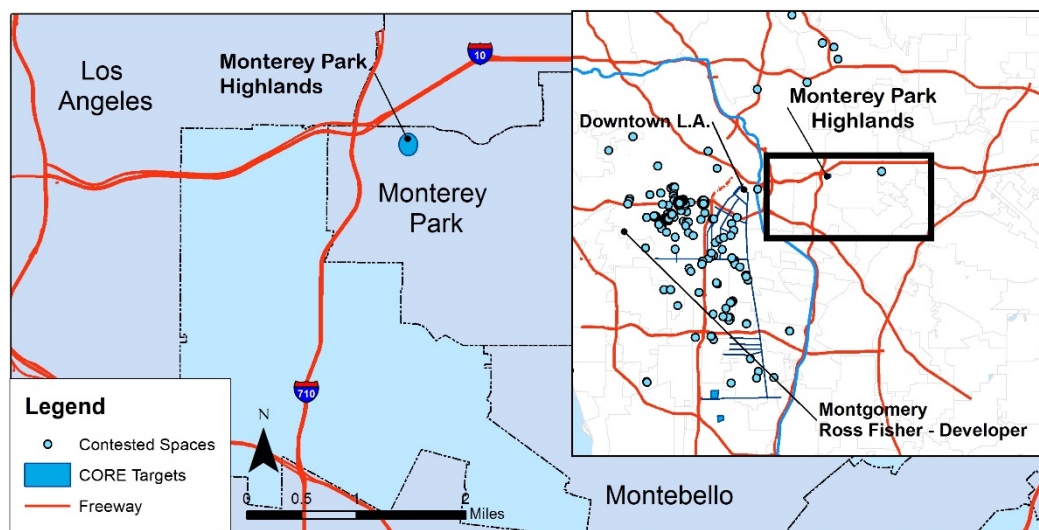 Los
Angeles
Monterey Park
Highlands
10
Monterey
Park
710
Montebello
Legend
Contested Spaces
CORE Targets
Freeway
N
0 0.5 1 2
Miles
Downtown L.A.
Monterey Park
Highlands
Montgomery
Ross Fisher - Developer